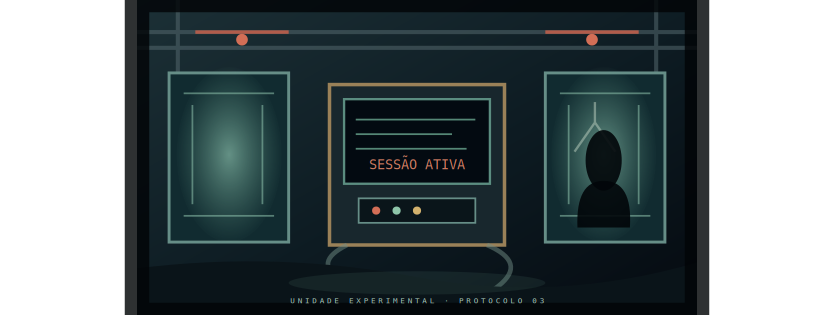 SESSÃO ATIVA
UNIDADE EXPERIMENTAL · PROTOCOLO 03